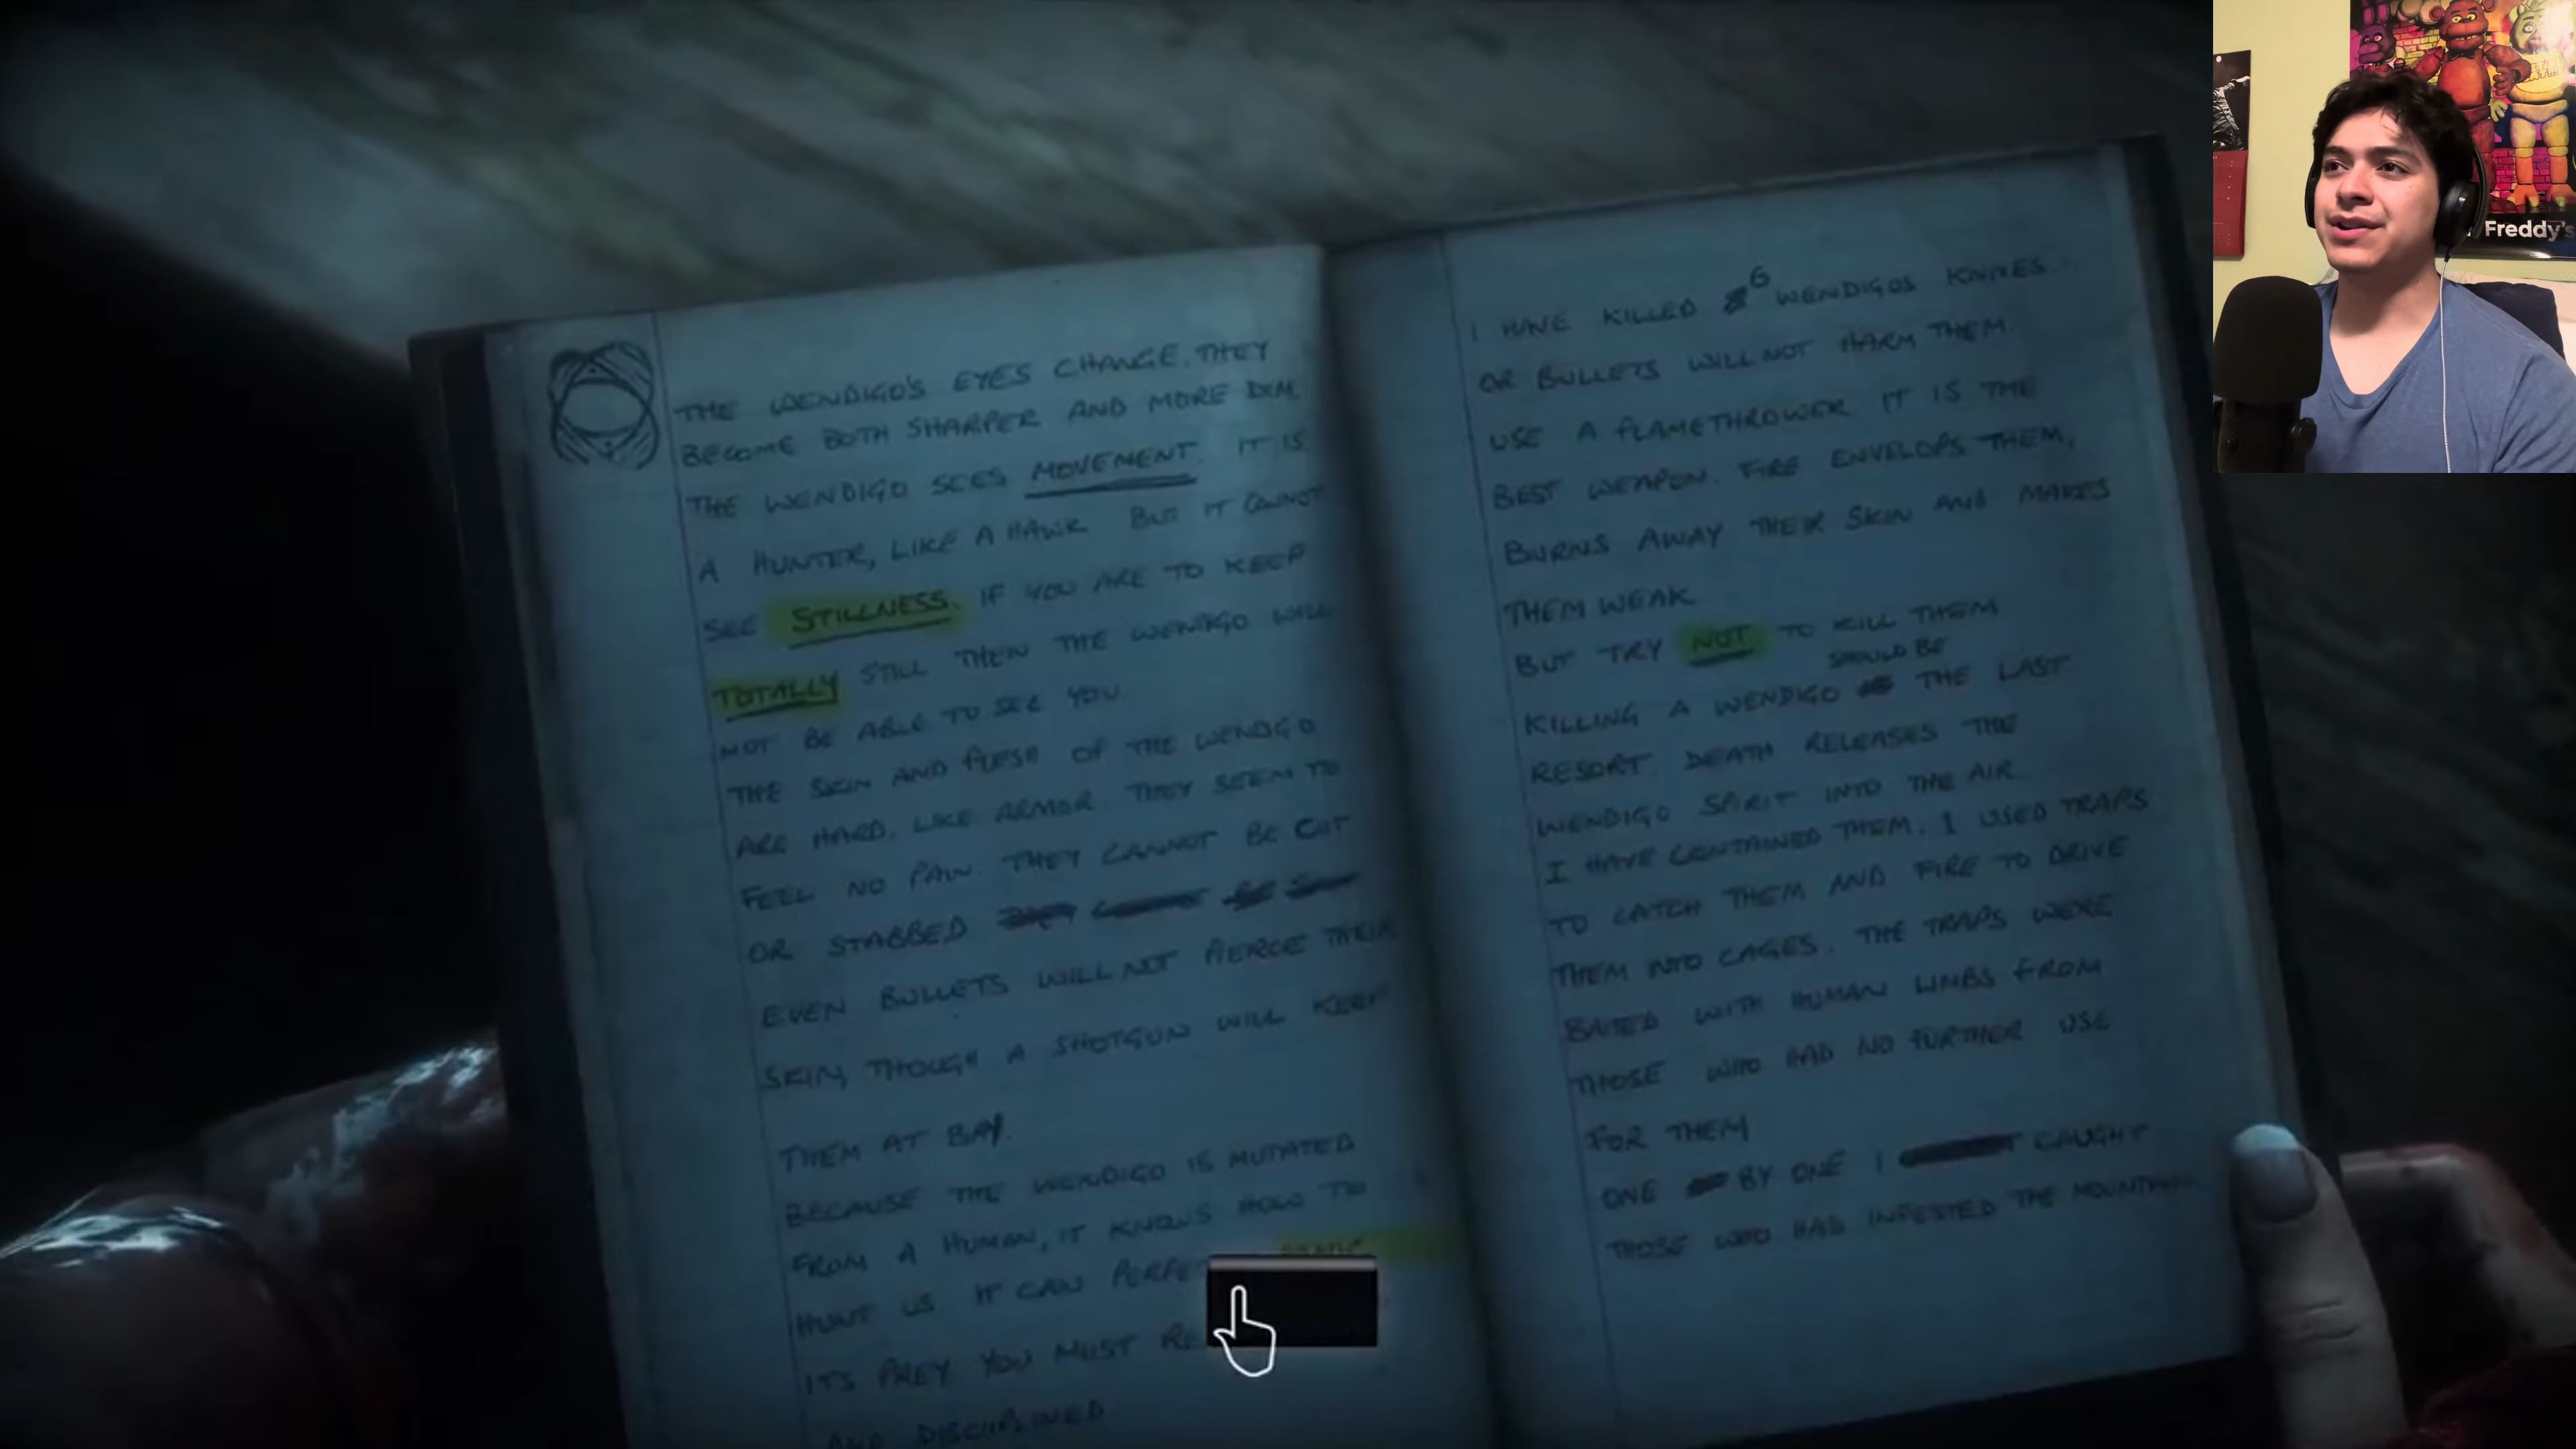 THE WENDIGO'S EYES CHANGE. THEY
BECOME BOTH SHARPER AND MORE DIM.
THE WENDIGO SEES MOVEMENT. IT IS
A HUNTER, LIKE A HAWK BUT IT CANNOT
SEE STILLNESS. IF YOU ARE TO KEEP
TOTALLY STILL THEN THE WENDIGO WILL
NOT BE ABLE TO SEE YOU
THE SKIN AND FLESH OF THE WENDIGO
ARE HARD, LIKE ARMOR. THEY SEEM TO
FEEL NO PAIN. THEY CANNOT BE CUT
OR STABBED
EVEN BULLETS WILL NOT PIERCE THEIR
SKIN, THOUGH A SHOTGUN WILL KEEP
THEM AT BAY.
BECAUSE THE WENDIGO IS MUTATED
FROM A HUMAN, IT KNOWS HOW TO
HUNT US IT CAN
ITS PREY YOU MUST
AND DISCIPLINED
I HAVE KILLED 6 WENDIGOS KNIVES
OR BULLETS WILL NOT HARM THEM
USE A FLAMETHROWER IT IS THE
BEST WEAPON. FIRE ENVELOPS THEM,
BURNS AWAY THEIR SKIN AND MAKES
THEM WEAK
BUT TRY NOT TO KILL THEM,
SHOULD BE
KILLING A WENDIGO THE LAST
RESORT. DEATH RELEASES THE
WENDIGO SPIRIT INTO THE AIR.
I HAVE CONTAINED THEM. I USED TRAPS
TO CATCH THEM AND FIRE TO DRIVE
THEM INTO CAGES. THE TRAPS WERE
BAITED WITH HUMAN LIMBS FROM
THOSE WHO HAD NO FURTHER USE
FOR THEM
ONE BY ONE I CAUGHT
THOSE WHO HAD INFESTED THE MOUNTAIN
Freddy's